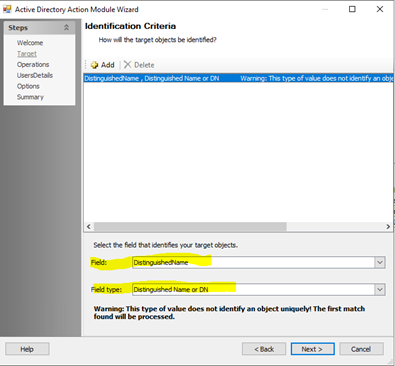 Active Directory Action Module Wizard
Steps
Welcome
Target
Operations
UsersDetails
Options
Summary
Identification Criteria
How will the target objects be identified?
Add
Delete
DistinguishedName , Distinguished Name or DN Warning: This type of value does not identify an obje
Select the field that identifies your target objects.
Field: DistinguishedName
Field type: Distinguished Name or DN
Warning: This type of value does not identify an object uniquely! The first match
found will be processed.
Help
< Back
Next >
Cancel